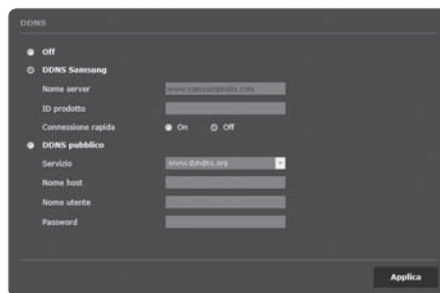 DDNS
Off
DDNS Samsung
Nome server www.samsungipolis.com
ID prodotto
Connessione rapida On Off
DDNS pubblico
Servizio www.dyndns.org
Nome host
Nome utente
Password
Applica